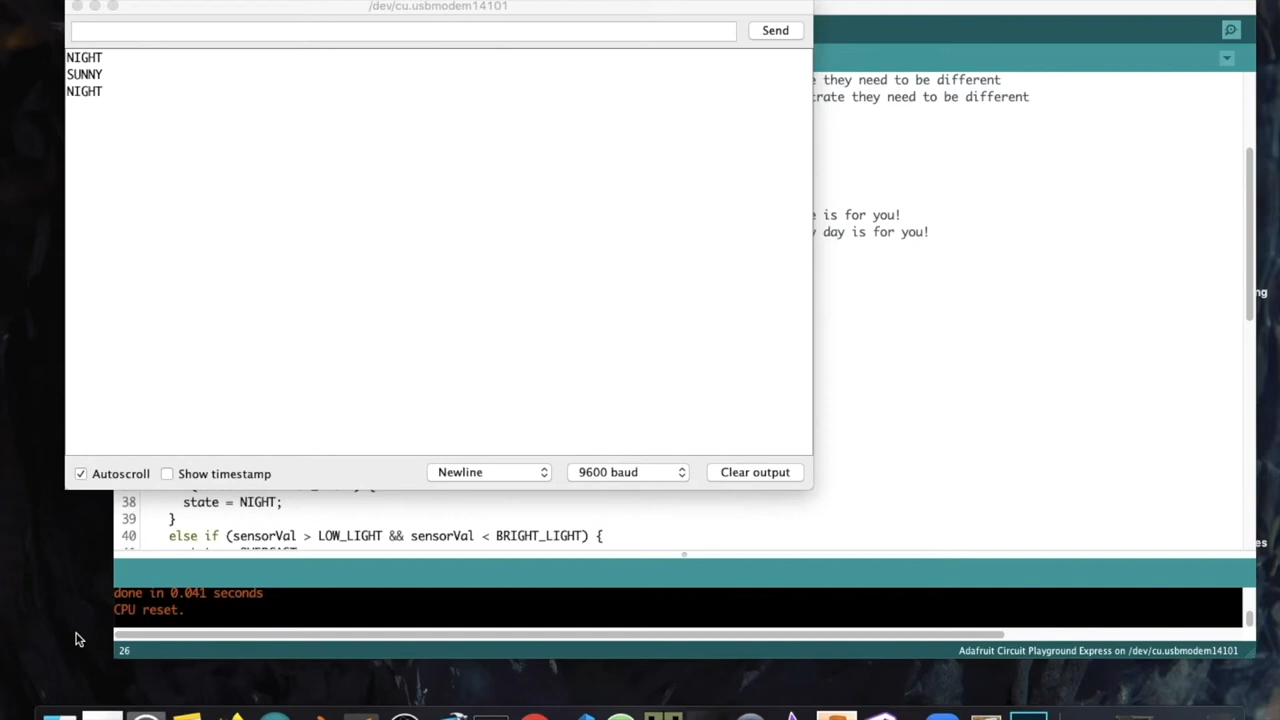 /dev/cu.usbmodem14101
Send
NIGHT
SUNNY
NIGHT
they need to be different
rate they need to be different
is for you!
day is for you!
Autoscroll
Show timestamp
Newline
9600 baud
Clear output
38 state = NIGHT;
39 }
40 else if (sensorVal > LOW_LIGHT && sensorVal < BRIGHT_LIGHT) {
done in 0.041 seconds
CPU reset.
26
Adafruit Circuit Playground Express on /dev/cu.usbmodem14101